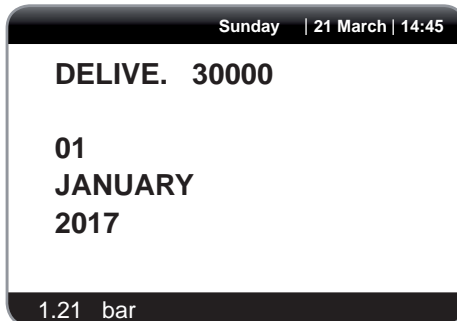 Sunday | 21 March | 14:45
DELIVE. 30000
01
JANUARY
2017
1.21 bar